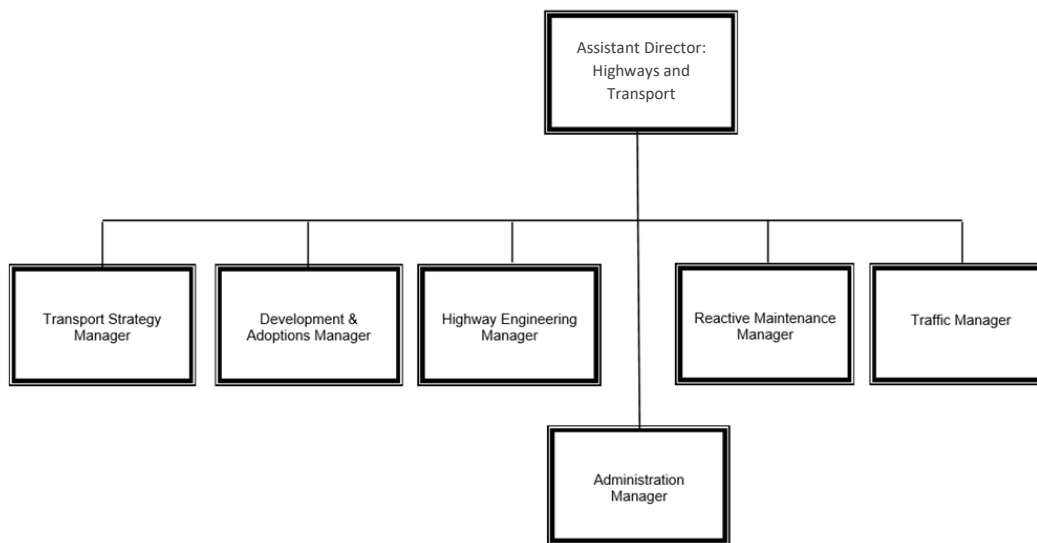 Assistant Director:
Highways and
Transport
Transport Strategy
Manager
Development &
Adoptions Manager
Highway Engineering
Manager
Reactive Maintenance
Manager
Traffic Manager
Administration
Manager